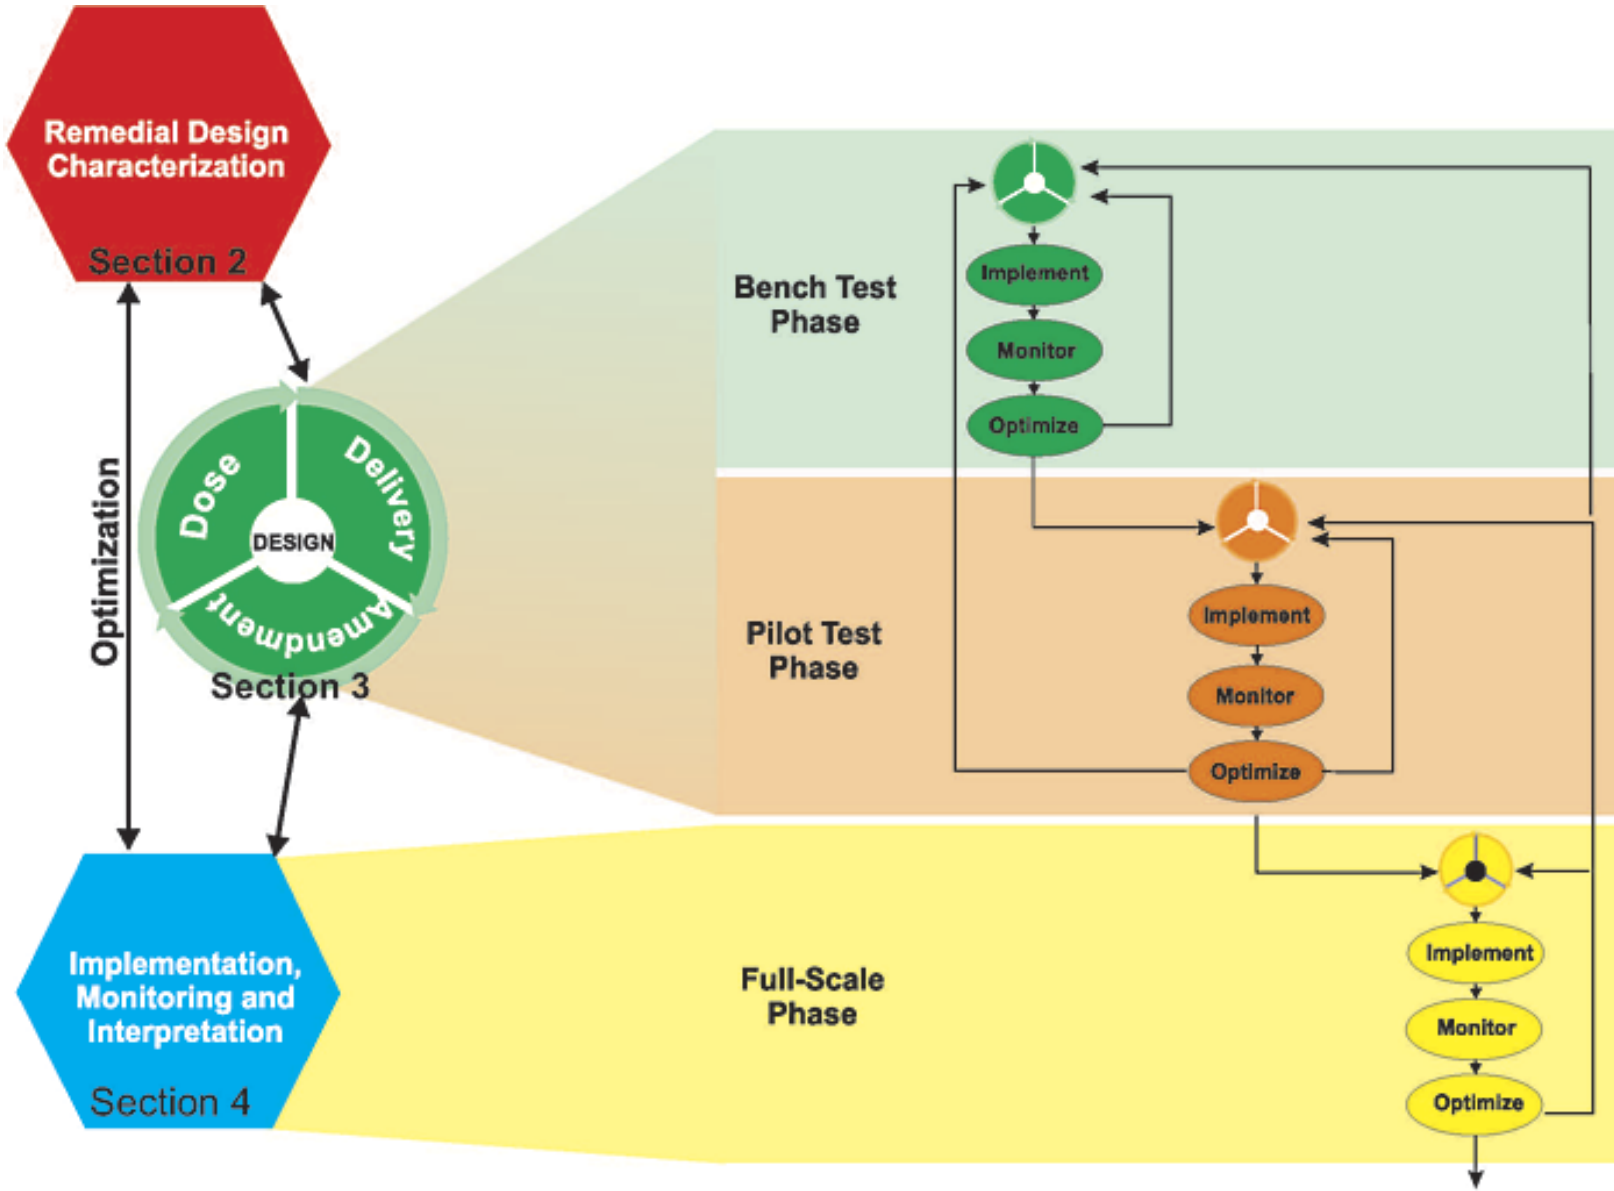 Remedial Design
Characterization
Section 2
Optimization
Dose
Delivery
Amendment
DESIGN
Section 3
Implementation,
Monitoring and
Interpretation
Section 4
Bench Test
Phase
Implement
Monitor
Optimize
Pilot Test
Phase
Implement
Monitor
Optimize
Full-Scale
Phase
Implement
Monitor
Optimize